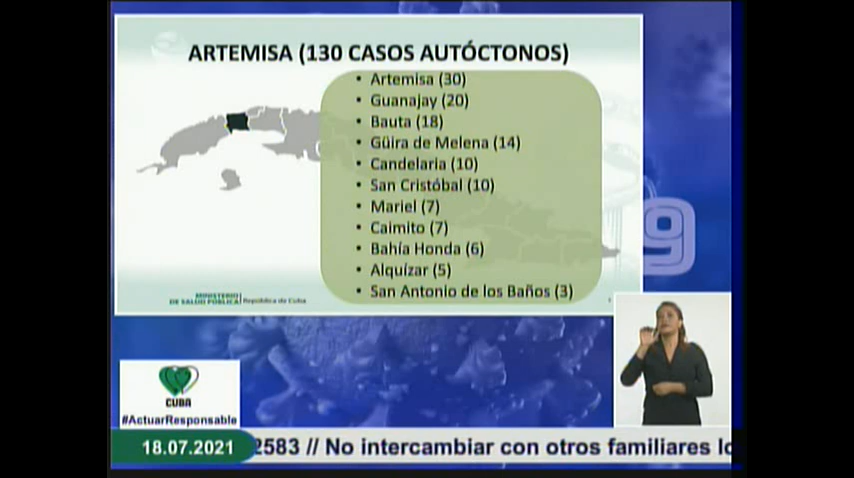 ARTEMISA (130 CASOS AUTÓCTONOS)
• Artemisa (30)
• Guanajay (20)
• Bauta (18)
• Güira de Melena (14)
• Candelaria (10)
• San Cristóbal (10)
• Mariel (7)
• Caimito (7)
• Bahía Honda (6)
• Alquízar (5)
• San Antonio de los Baños (3)
MINISTERIO
DE SALUD PÚBLICA
República de Cuba
9
CUBA
#ActuarResponsable
18.07.2021
2583 // No intercambiar con otros familiares lo